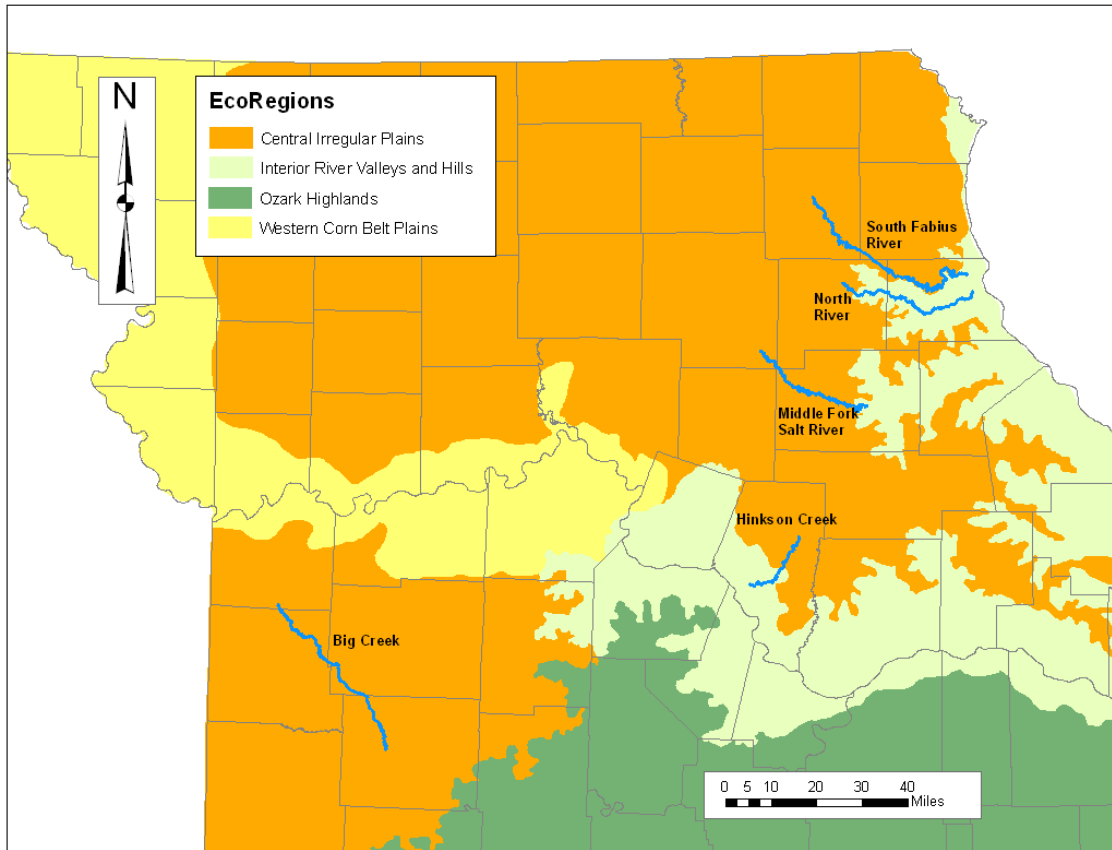 N
EcoRegions
Central Irregular Plains
Interior River Valleys and Hills
Ozark Highlands
Western Corn Belt Plains
South Fabius
River
North
River
Middle Fork
Salt River
Hinkson Creek
Big Creek
0 5 10 20 30 40
Miles